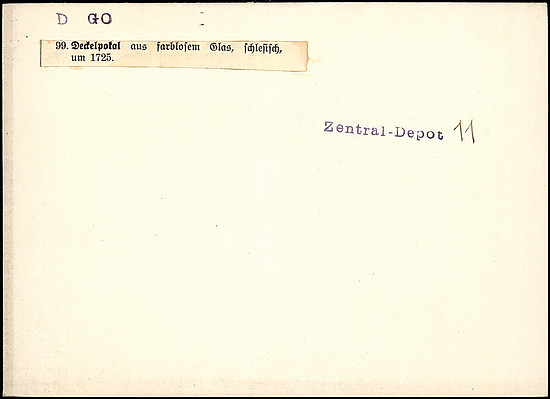 D GO
99. Deckelpokal aus farblosem Glas, schlesisch,
um 1725.
Zentral-Depot 11